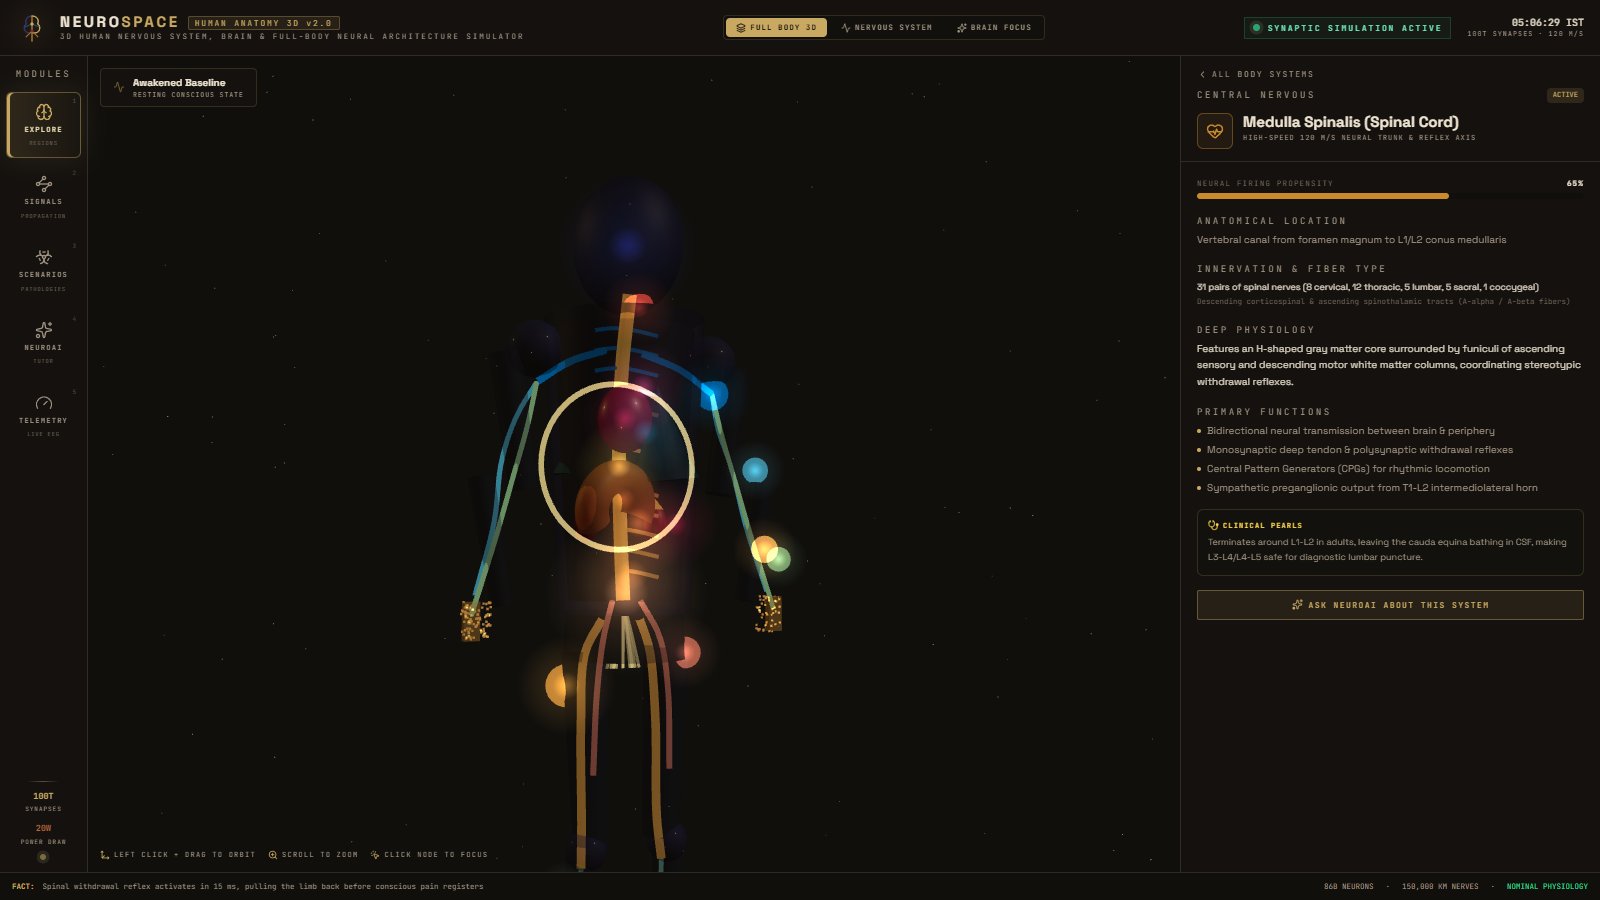 NEUROSPACE HUMAN ANATOMY 3D v2.0
3D HUMAN NERVOUS SYSTEM, BRAIN & FULL-BODY NEURAL ARCHITECTURE SIMULATOR
FULL BODY 3D
NERVOUS SYSTEM
BRAIN FOCUS
SYNAPTIC SIMULATION ACTIVE
05:06:29 IST
100T SYNAPSES · 120 M/S
MODULES
1
EXPLORE
REGIONS
2
SIGNALS
PROPAGATION
3
SCENARIOS
PATHOLOGIES
4
NEUROAI
TUTOR
5
TELEMETRY
LIVE EEG
100T
SYNAPSES
20W
POWER DRAW
Awakened Baseline
RESTING CONSCIOUS STATE
LEFT CLICK + DRAG TO ORBIT
SCROLL TO ZOOM
CLICK NODE TO FOCUS
ALL BODY SYSTEMS
CENTRAL NERVOUS
ACTIVE
Medulla Spinalis (Spinal Cord)
HIGH-SPEED 120 M/S NEURAL TRUNK & REFLEX AXIS
NEURAL FIRING PROPENSITY 65%
ANATOMICAL LOCATION
Vertebral canal from foramen magnum to L1/L2 conus medullaris
INNERVATION & FIBER TYPE
31 pairs of spinal nerves (8 cervical, 12 thoracic, 5 lumbar, 5 sacral, 1 coccygeal)
Descending corticospinal & ascending spinothalamic tracts (A-alpha / A-beta fibers)
DEEP PHYSIOLOGY
Features an H-shaped gray matter core surrounded by funiculi of ascending
sensory and descending motor white matter columns, coordinating stereotypic
withdrawal reflexes.
PRIMARY FUNCTIONS
Bidirectional neural transmission between brain & periphery
Monosynaptic deep tendon & polysynaptic withdrawal reflexes
Central Pattern Generators (CPGs) for rhythmic locomotion
Sympathetic preganglionic output from T1-L2 intermediolateral horn
CLINICAL PEARLS
Terminates around L1-L2 in adults, leaving the cauda equina bathing in CSF, making
L3-L4/L4-L5 safe for diagnostic lumbar puncture.
ASK NEUROAI ABOUT THIS SYSTEM
FACT: Spinal withdrawal reflex activates in 15 ms, pulling the limb back before conscious pain registers
86B NEURONS · 150,000 KM NERVES · NOMINAL PHYSIOLOGY